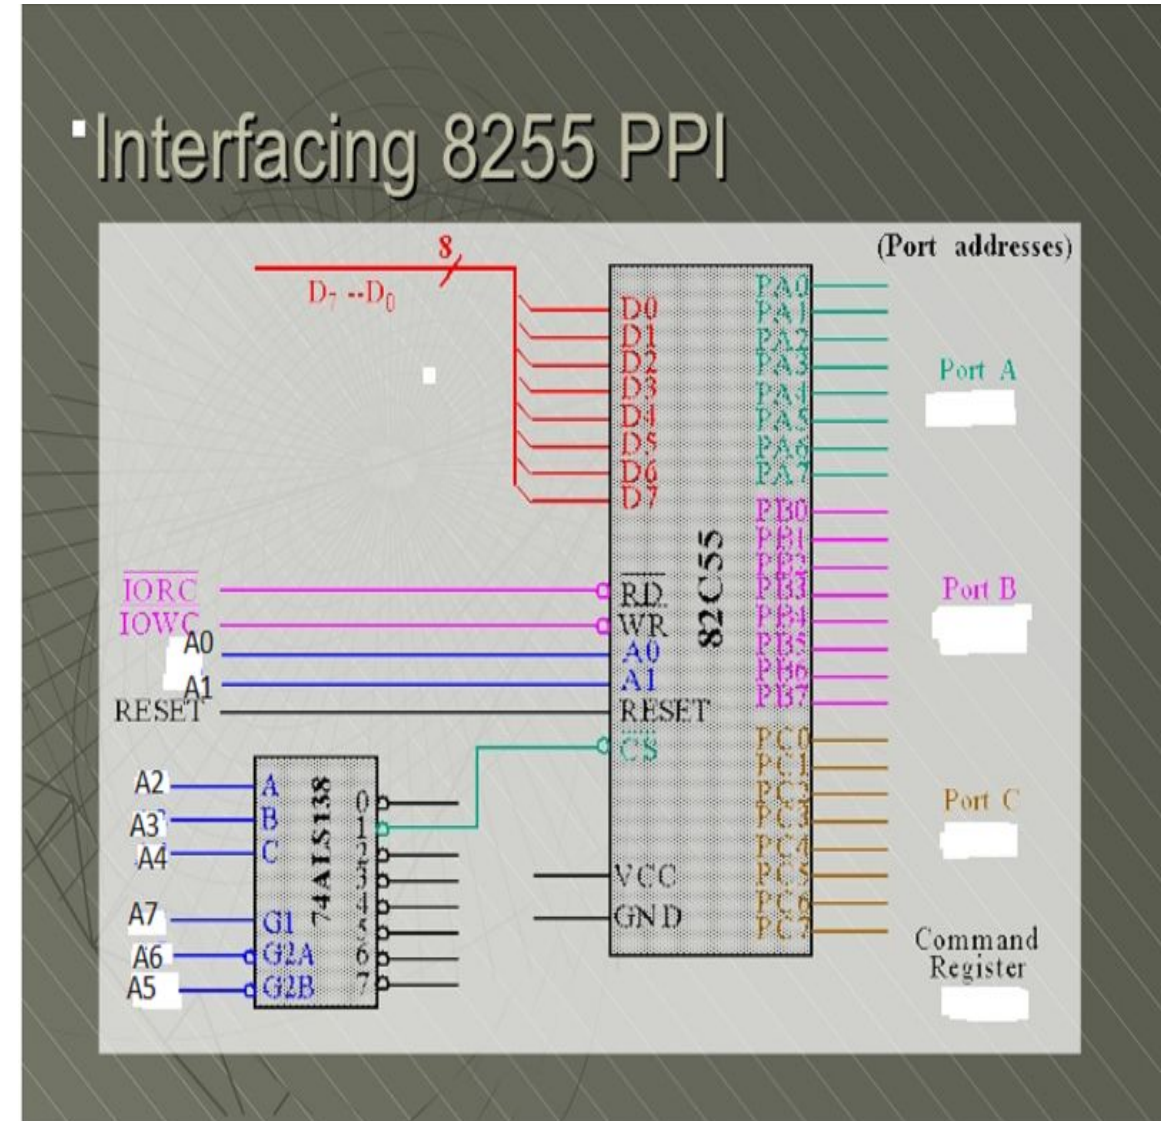 Interfacing 8255 PPI
(Port addresses)
8
D7 --D0
D0
D1
D2
D3
D4
D5
D6
D7
IORC
IOWC
A0
A1
RESET
RD
WR
A0
A1
RESET
CS
VCC
GND
82C55
PA0
PA1
PA2
PA3
PA4
PA5
PA6
PA7
Port A
PB0
PB1
PB2
PB3
PB4
PB5
PB6
PB7
Port B
PC0
PC1
PC2
PC3
PC4
PC5
PC6
PC7
Port C
Command
Register
A2
A3
A4
A7
A6
A5
A
B
C
G1
G2A
G2B
74ALS138
0
1
2
3
4
5
6
7